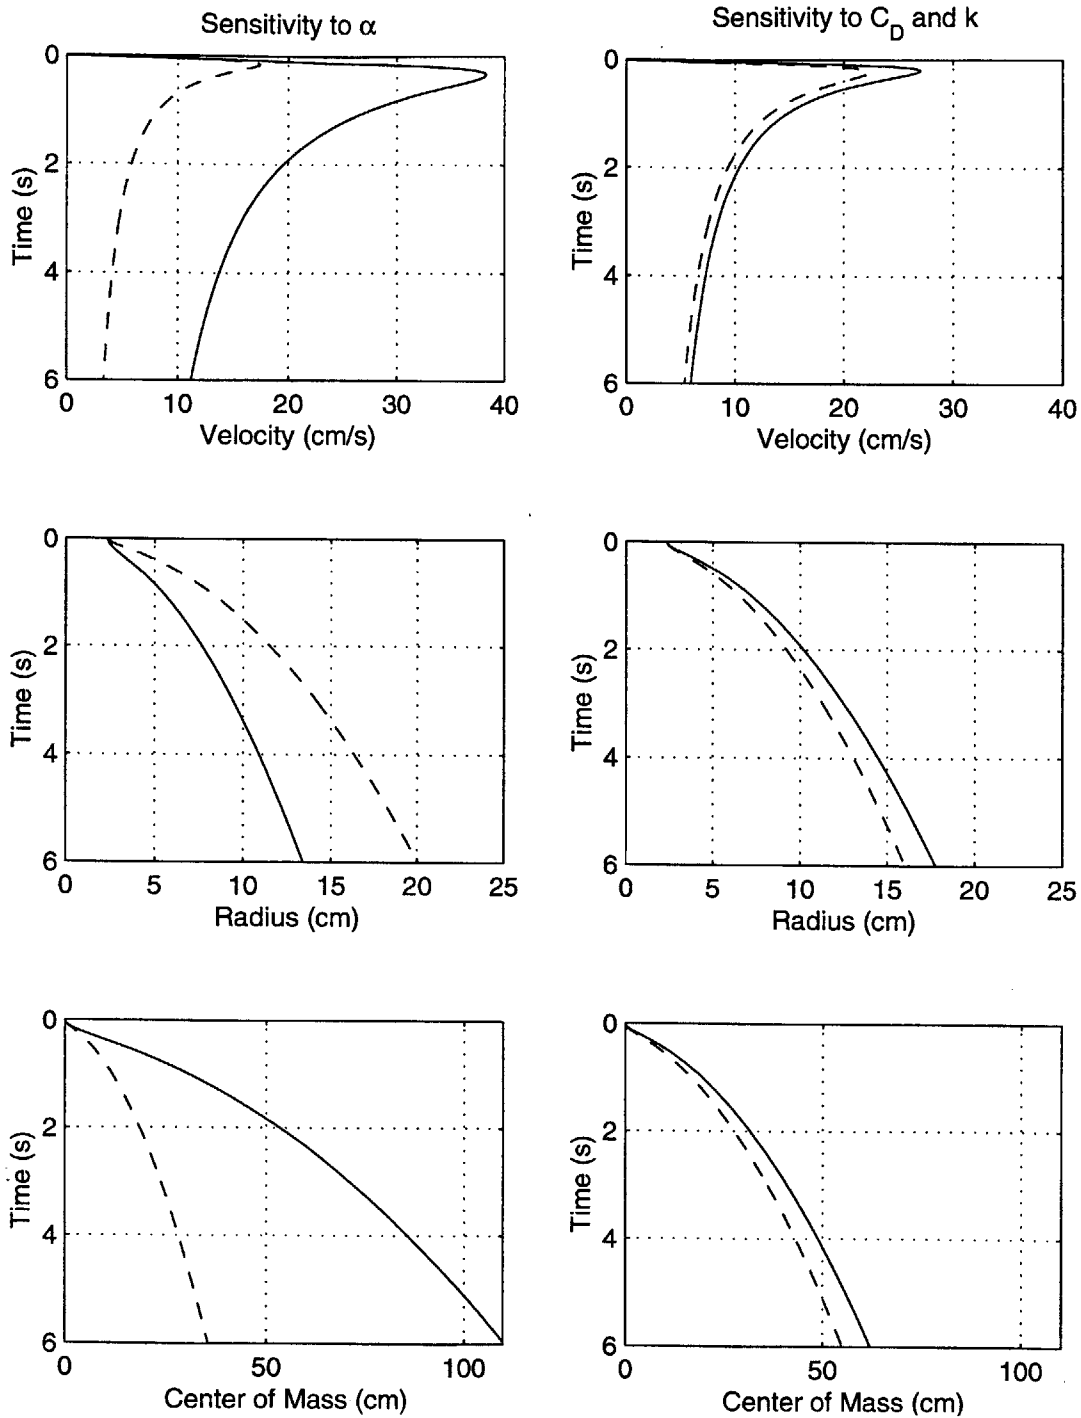 Sensitivity to α
0
2
4
6
Time (s)
0 10 20 30 40
Velocity (cm/s)
Sensitivity to C_D and k
0
2
4
6
Time (s)
0 10 20 30 40
Velocity (cm/s)
0
2
4
6
Time (s)
0 5 10 15 20 25
Radius (cm)
0
2
4
6
Time (s)
0 5 10 15 20 25
Radius (cm)
0
2
4
6
Time (s)
0 50 100
Center of Mass (cm)
0
2
4
6
Time (s)
0 50 100
Center of Mass (cm)